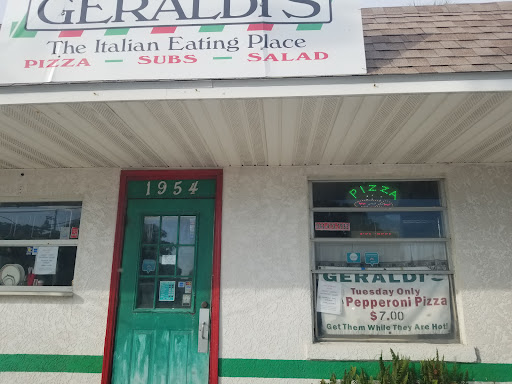 GERALDI'S
The Italian Eating Place
PIZZA — SUBS — SALAD
1954
PIZZA
GERALDI'S
Tuesday Only
Pepperoni Pizza
$7.00
Get Them While They Are Hot!